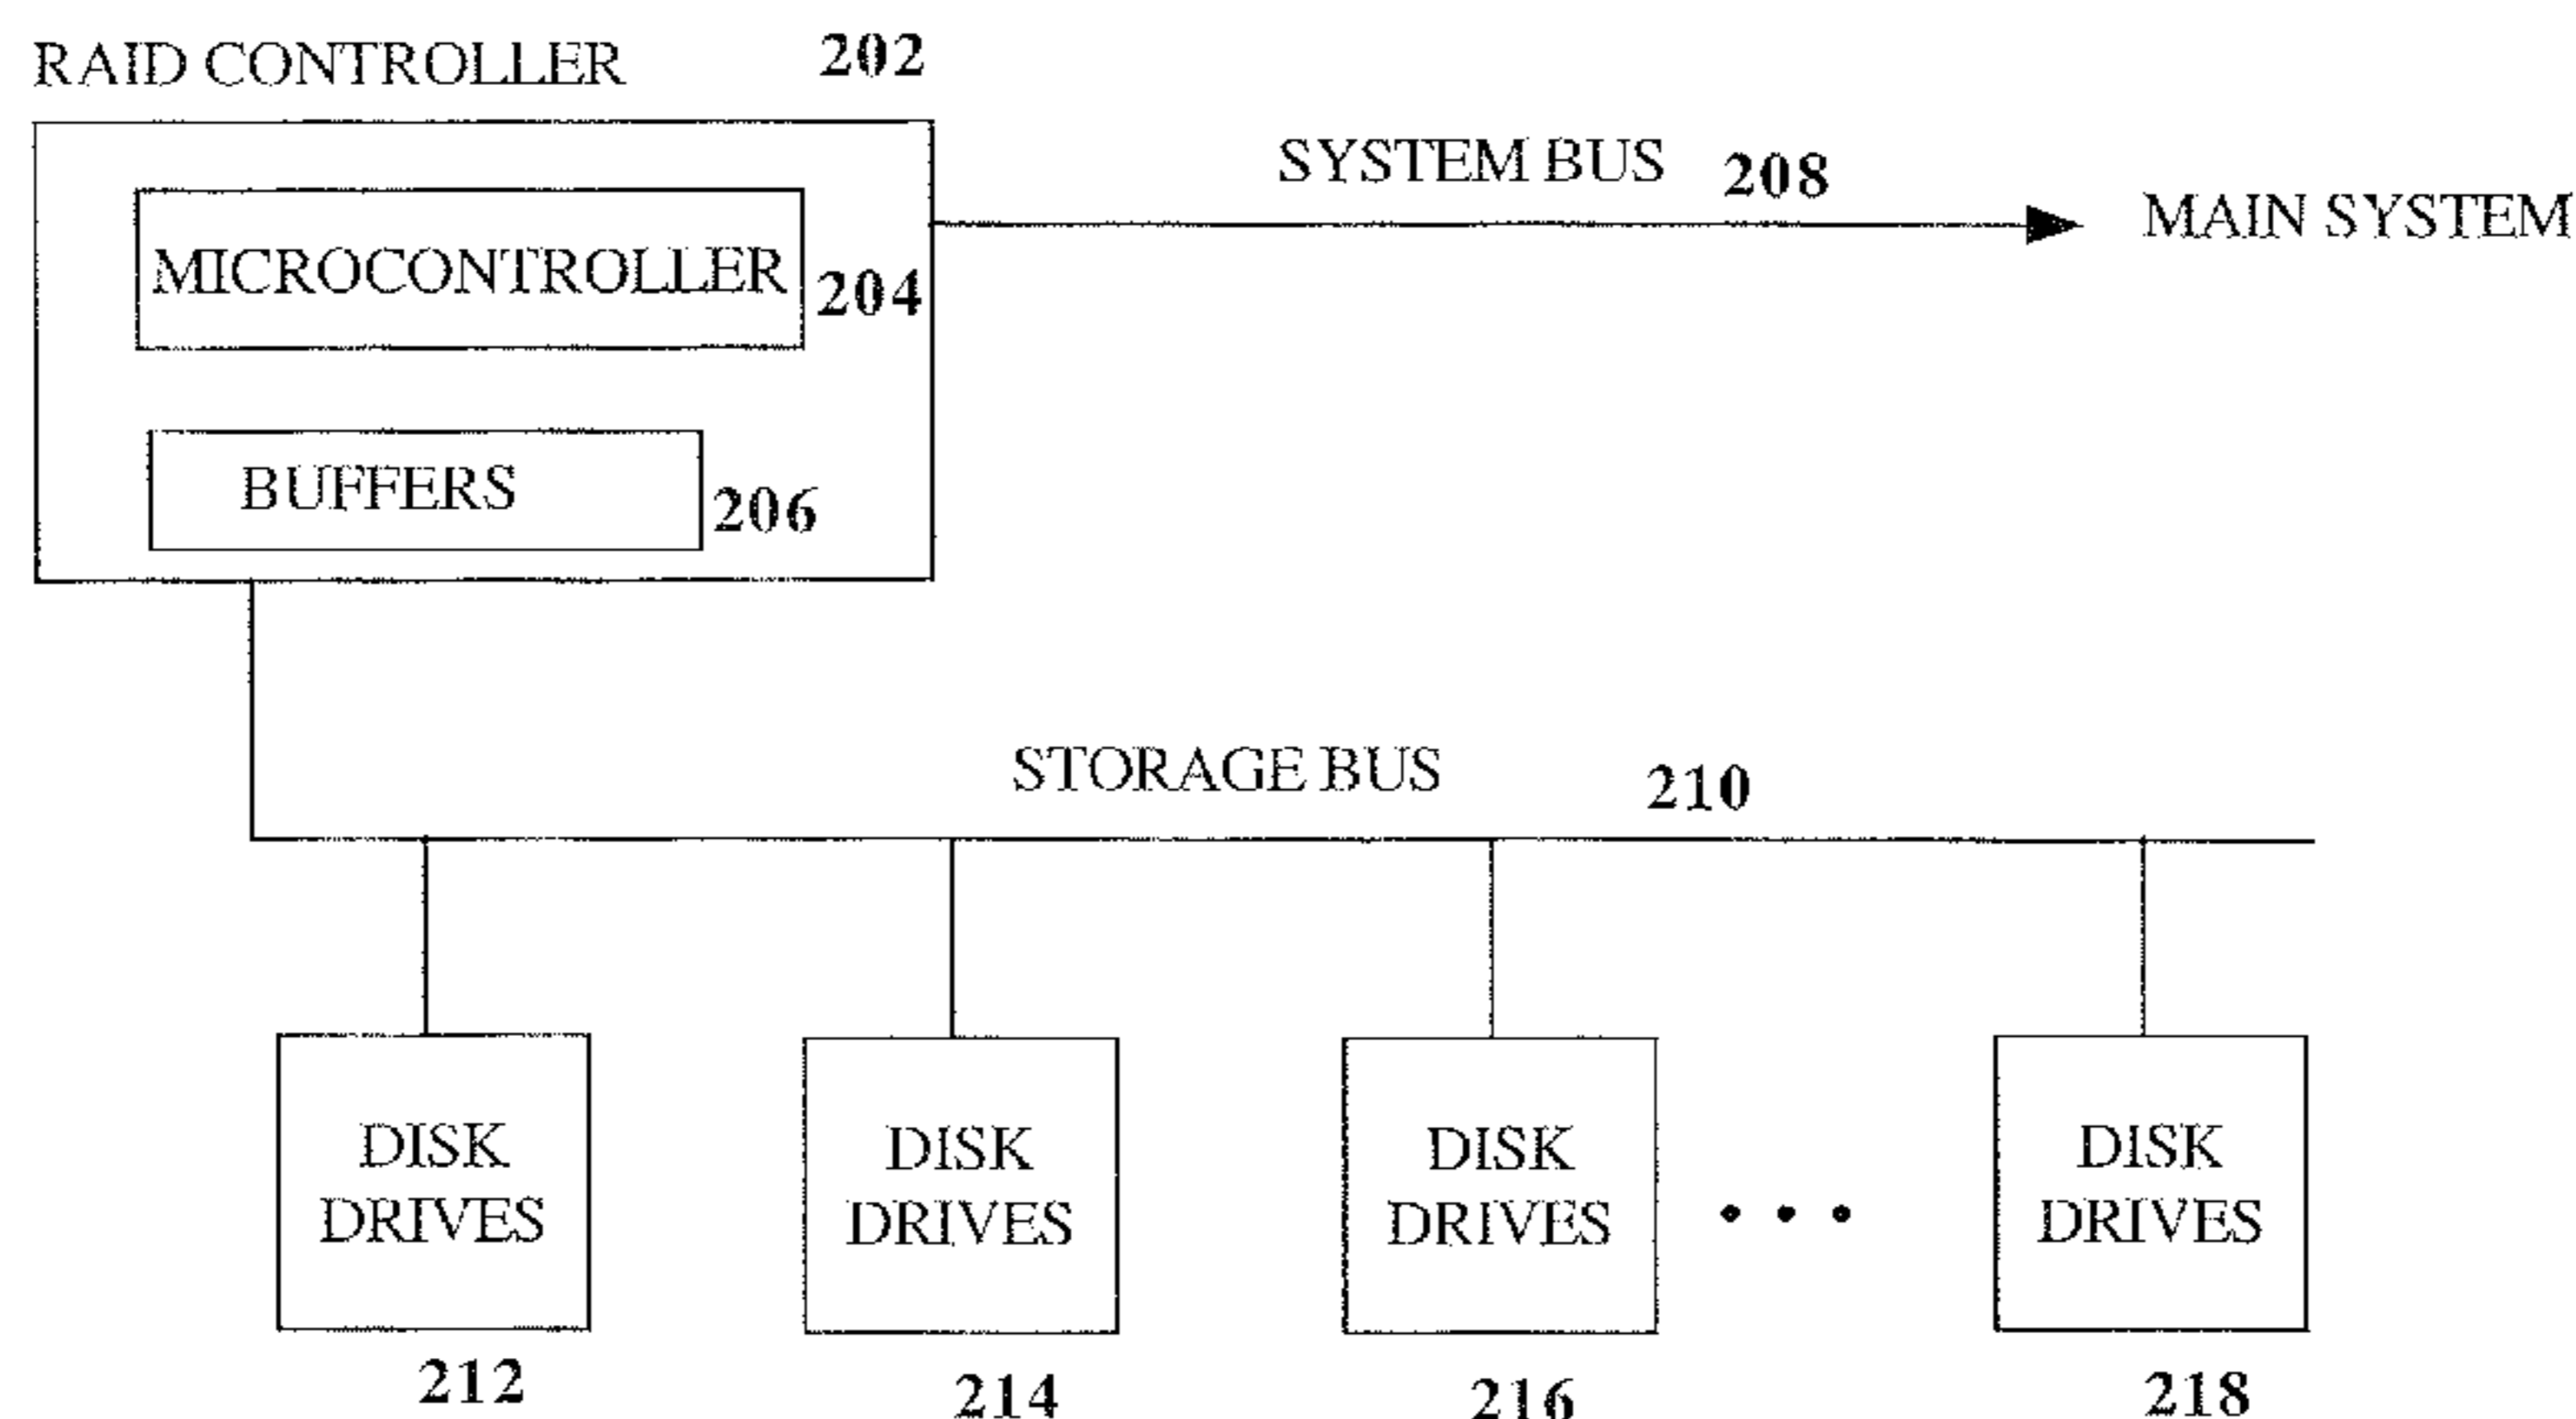 RAID CONTROLLER 202
SYSTEM BUS 208
MAIN SYSTEM
MICROCONTROLLER 204
BUFFERS 206
STORAGE BUS 210
DISK
DRIVES
212
DISK
DRIVES
214
DISK
DRIVES
216
• • •
DISK
DRIVES
218